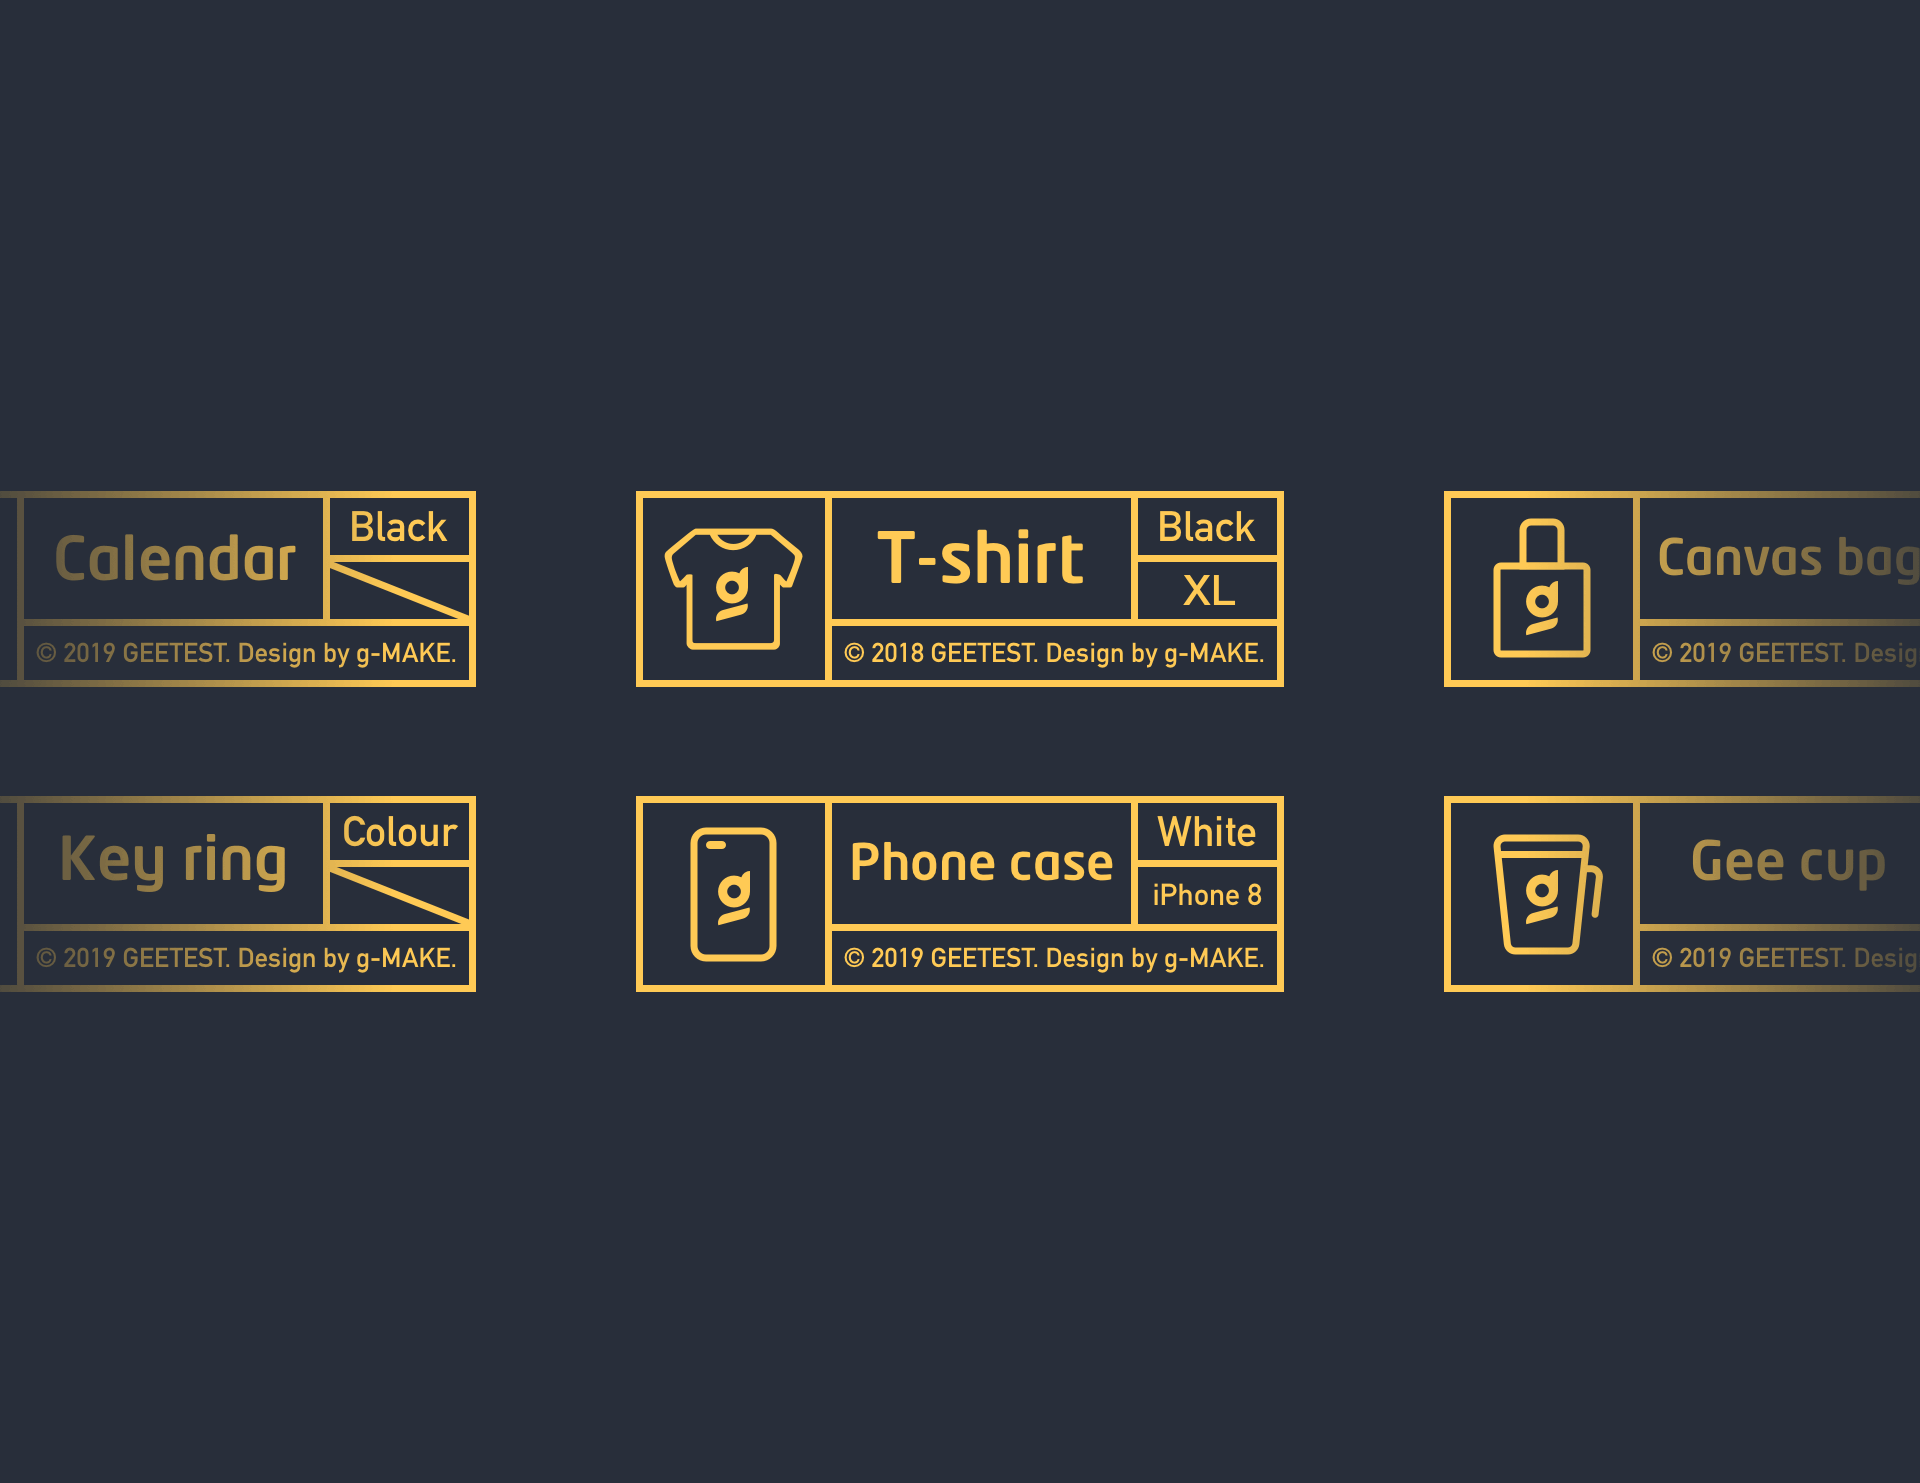 Calendar
Black
© 2019 GEETEST. Design by g-MAKE.
T-shirt
Black
XL
© 2018 GEETEST. Design by g-MAKE.
Canvas bag
© 2019 GEETEST. Desig
Key ring
Colour
© 2019 GEETEST. Design by g-MAKE.
Phone case
White
iPhone 8
© 2019 GEETEST. Design by g-MAKE.
Gee cup
© 2019 GEETEST. Desig